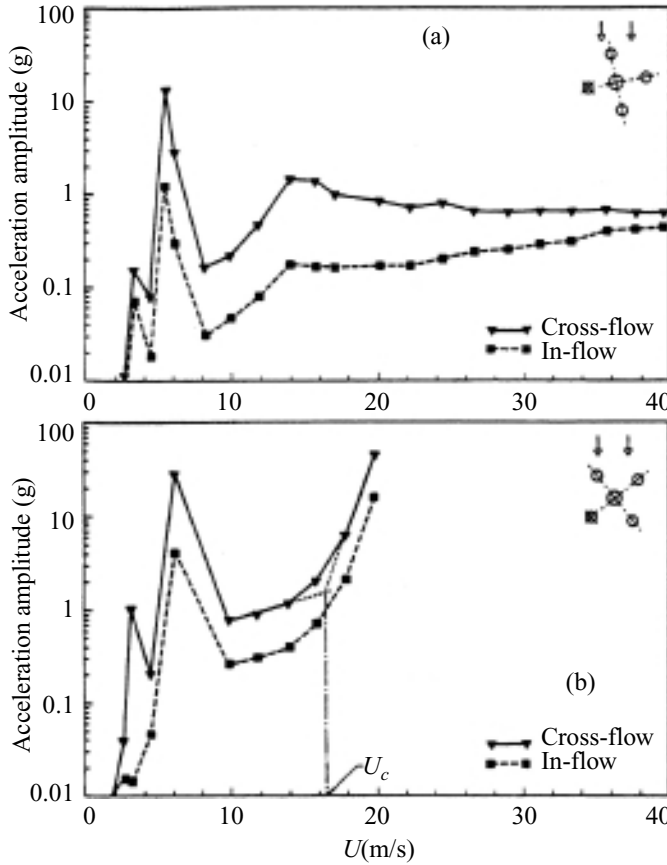 Acceleration amplitude (g)
100
10
1
0.1
0.01
(a)
Cross-flow
In-flow
0
10
20
30
40
Acceleration amplitude (g)
100
10
1
0.1
0.01
(b)
Cross-flow
In-flow
U_c
0
10
20
30
40
U(m/s)